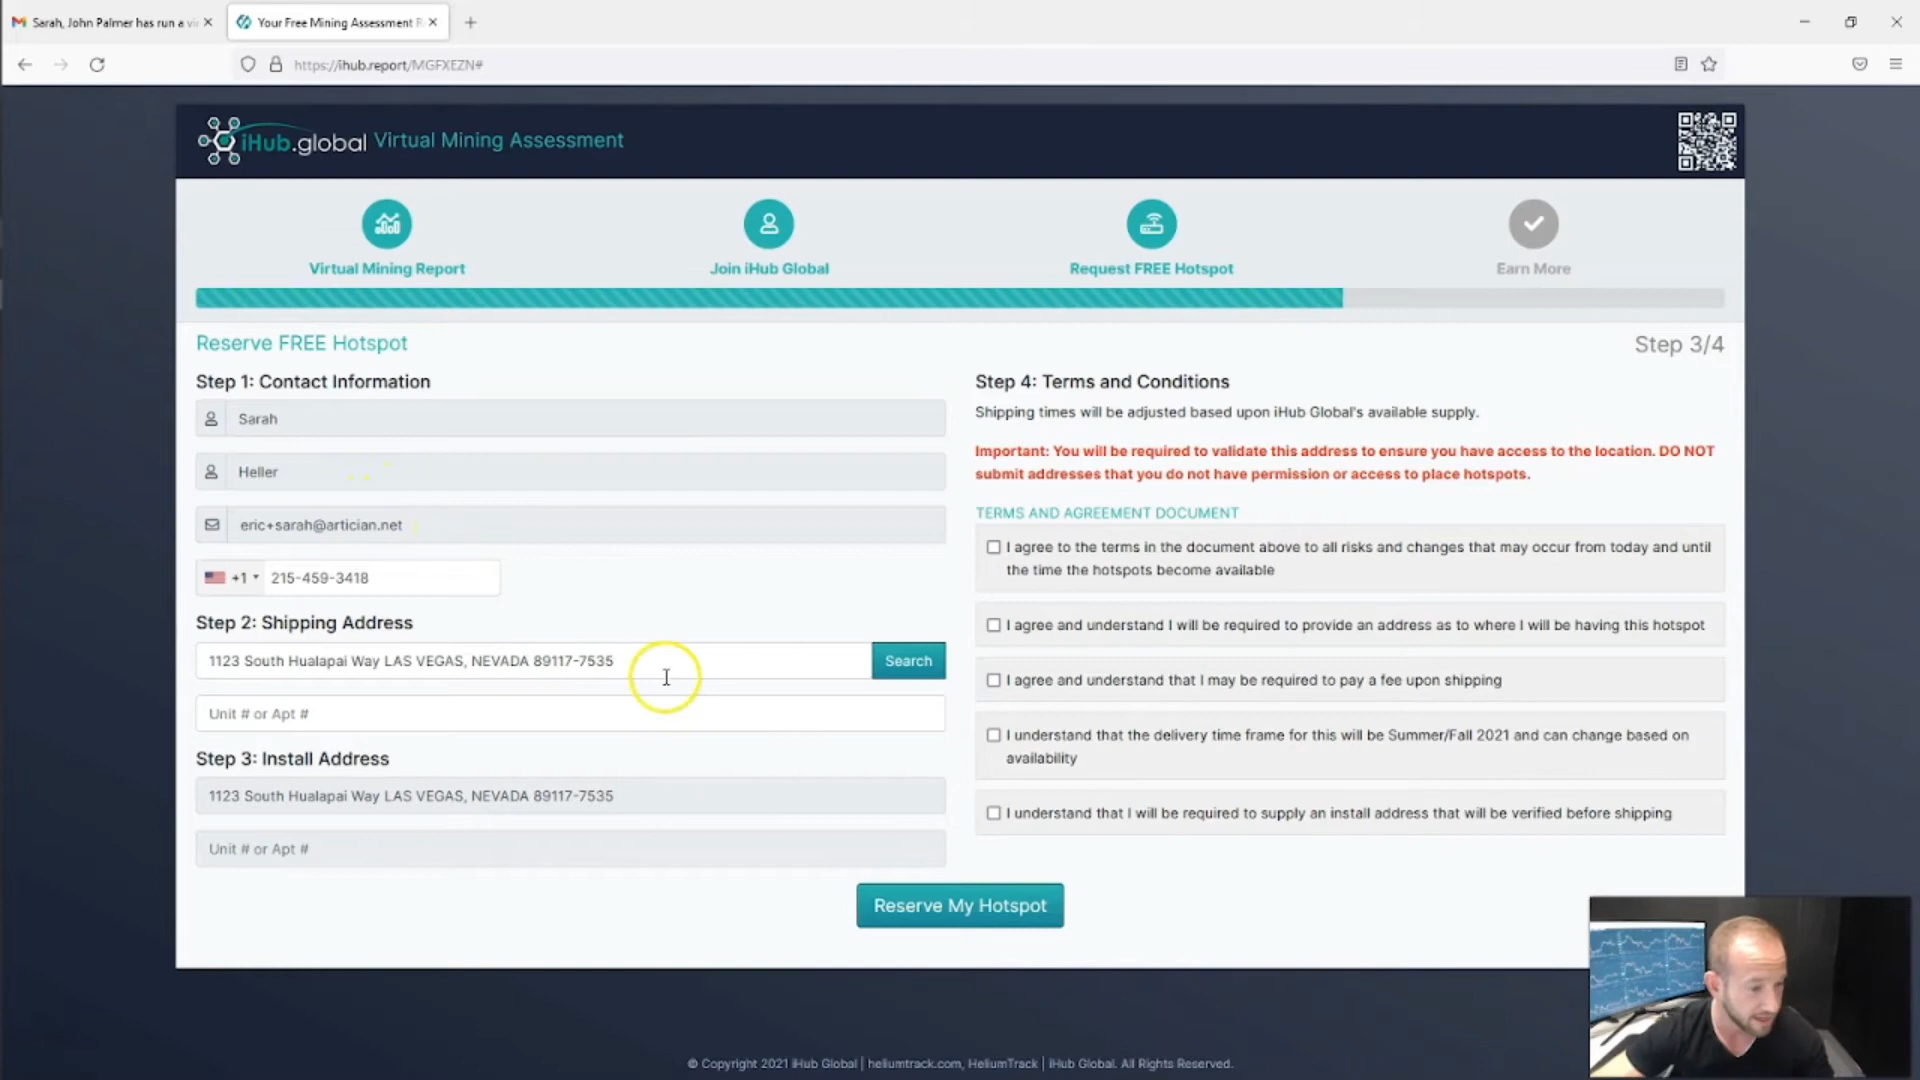 Sarah, John Palmer has run a vi
Your Free Mining Assessment R
https://ihub.report/MGFXEZN#
iHub.global Virtual Mining Assessment
Virtual Mining Report
Join iHub Global
Request FREE Hotspot
Earn More
Reserve FREE Hotspot
Step 3/4
Step 1: Contact Information
Sarah
Heller
eric+sarah@artician.net
+1 215-459-3418
Step 2: Shipping Address
1123 South Hualapai Way LAS VEGAS, NEVADA 89117-7535
Search
Unit # or Apt #
Step 3: Install Address
1123 South Hualapai Way LAS VEGAS, NEVADA 89117-7535
Unit # or Apt #
Step 4: Terms and Conditions
Shipping times will be adjusted based upon iHub Global's available supply.
Important: You will be required to validate this address to ensure you have access to the location. DO NOT
submit addresses that you do not have permission or access to place hotspots.
TERMS AND AGREEMENT DOCUMENT
I agree to the terms in the document above to all risks and changes that may occur from today and until
the time the hotspots become available
I agree and understand I will be required to provide an address as to where I will be having this hotspot
I agree and understand that I may be required to pay a fee upon shipping
I understand that the delivery time frame for this will be Summer/Fall 2021 and can change based on
availability
I understand that I will be required to supply an install address that will be verified before shipping
Reserve My Hotspot
© Copyright 2021 iHub Global | heliumtrack.com, HeliumTrack | iHub Global. All Rights Reserved.